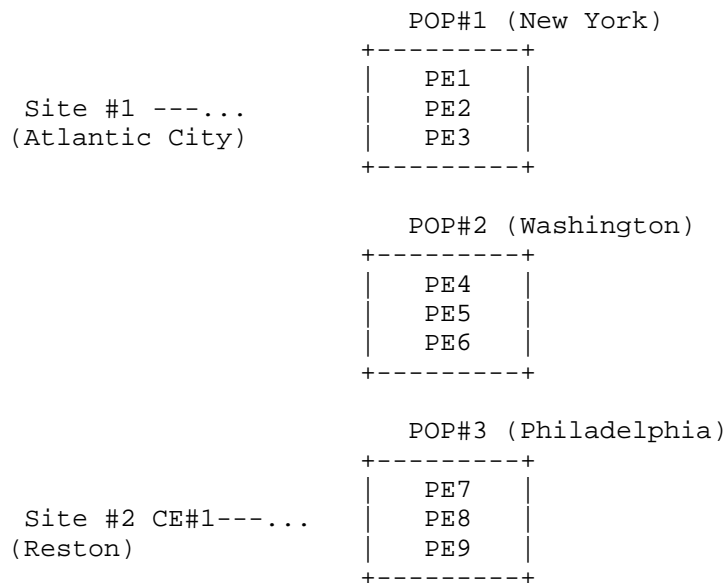 POP#1 (New York)
                        +---------+
                        |   PE1   |
 Site #1 ---...         |   PE2   |
(Atlantic City)         |   PE3   |
                        +---------+

                           POP#2 (Washington)
                        +---------+
                        |   PE4   |
                        |   PE5   |
                        |   PE6   |
                        +---------+

                           POP#3 (Philadelphia)
                        +---------+
                        |   PE7   |
 Site #2 CE#1---...     |   PE8   |
(Reston)                |   PE9   |
                        +---------+